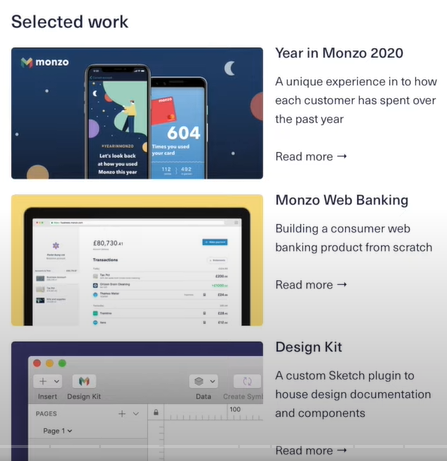 Selected work
monzo
#YEARINMONZO
Let's look
back
at how you used
Monzo this year
604
Times you used
your card
112
492
Year in Monzo 2020
A unique experience in to how
each customer has spent over
the past year
Read more →
£80,730
Transactions
Monzo Web Banking
Building a consumer web
banking product from scratch
Read more →
Insert
Design Kit
Data
Create Symb
PAGES
Page 1
100
Design Kit
A custom Sketch plugin to
house design documentation
and components
Read more →